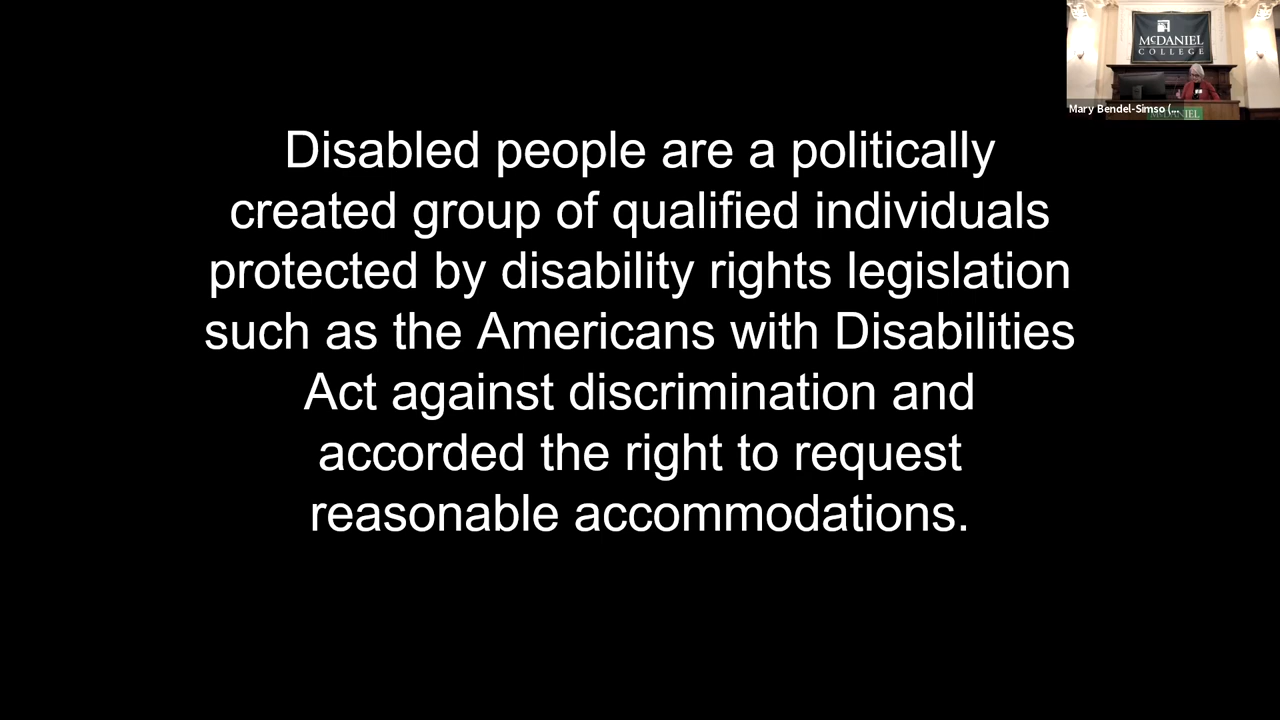 McDANIEL
COLLEGE
Mary Bendel-Simso (...
Disabled people are a politically
created group of qualified individuals
protected by disability rights legislation
such as the Americans with Disabilities
Act against discrimination and
accorded the right to request
reasonable accommodations.